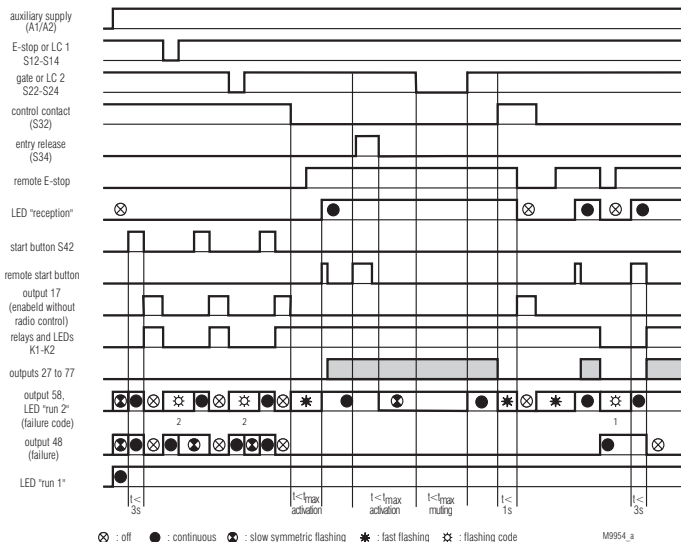 auxiliary supply
(A1/A2)
E-stop or LC 1
S12-S14
gate or LC 2
S22-S24
control contact
(S32)
entry release
(S34)
remote E-stop
LED "reception"
start button S42
remote start button
output 17
(enabeld without
radio control)
relays and LEDs
K1-K2
outputs 27 to 77
output 58,
LED "run 2"
(failure code)
2 2 1
output 48
(failure)
LED "run 1"
t<
3s
t<tmax
activation
t<tmax
activation
t<tmax
muting
t<
1s
t<
3s
: off : continuous : slow symmetric flashing : fast flashing : flashing code
M9954_a